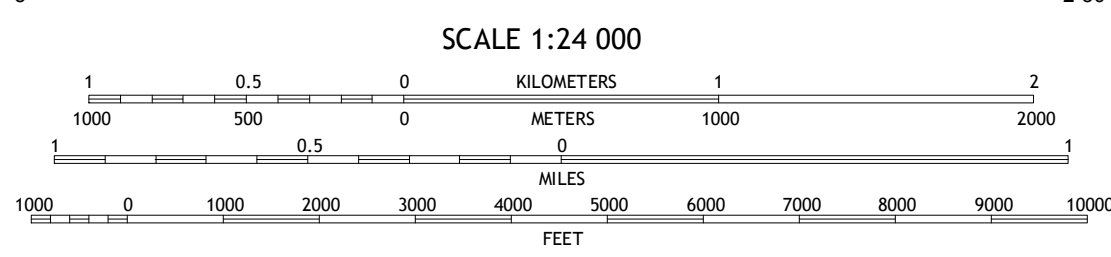 SCALE 1:24 000
1 0.5 0 KILOMETERS 1 2
1000 500 0 METERS 1000 2000
1 0.5 0 1
MILES
1000 0 1000 2000 3000 4000 5000 6000 7000 8000 9000 10000
FEET